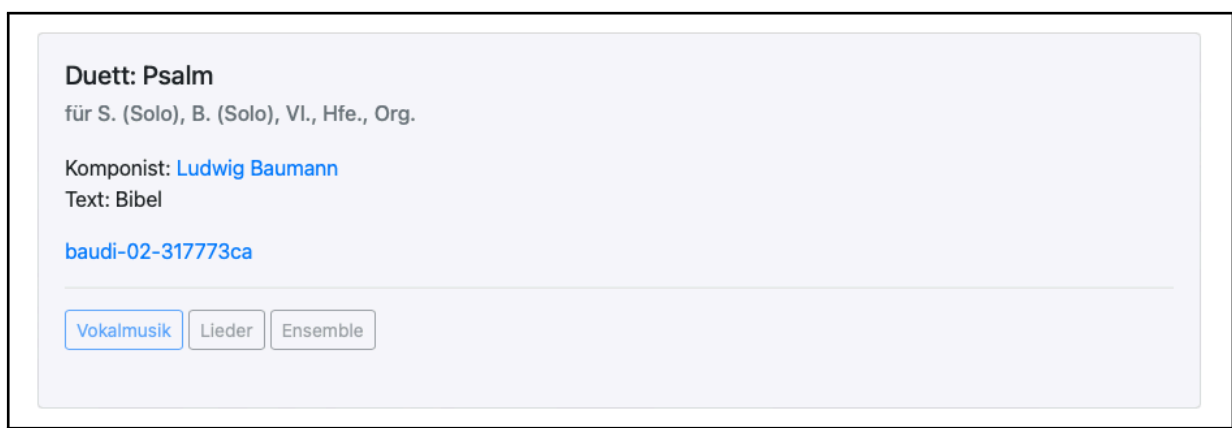 Duett: Psalm
für S. (Solo), B. (Solo), Vl., Hfe., Org.
Komponist: Ludwig Baumann
Text: Bibel
baudi-02-317773ca
Vokalmusik Lieder Ensemble